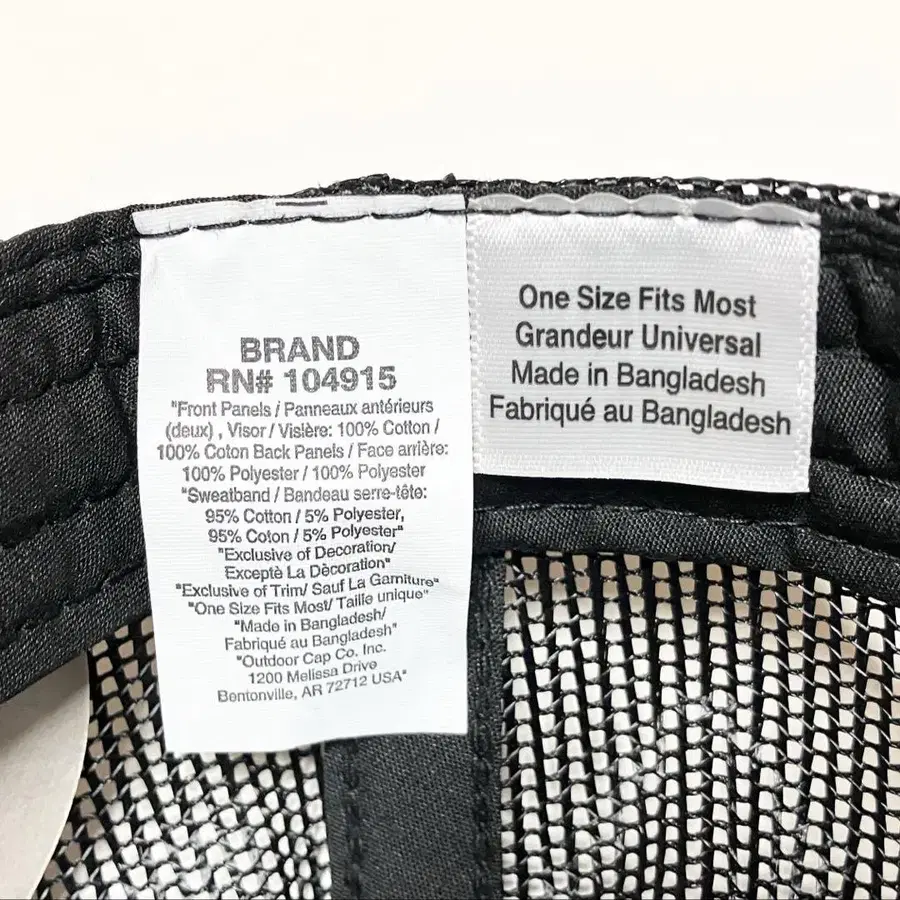 BRAND
RN# 104915
"Front Panels / Panneaux antérieurs
(deux) , Visor / Visière: 100% Cotton /
100% Coton Back Panels / Face arrière:
100% Polyester / 100% Polyester
"Sweatband / Bandeau serre-tête:
95% Cotton / 5% Polyester,
95% Coton / 5% Polyester"
"Exclusive of Decoration/
Exceptè La Dècoration"
"Exclusive of Trim/ Sauf La Garniture"
"One Size Fits Most/ Taille unique"
"Made in Bangladesh/
Fabriqué au Bangladesh"
"Outdoor Cap Co. Inc.
1200 Melissa Drive
Bentonville, AR 72712 USA"
One Size Fits Most
Grandeur Universal
Made in Bangladesh
Fabriqué au Bangladesh